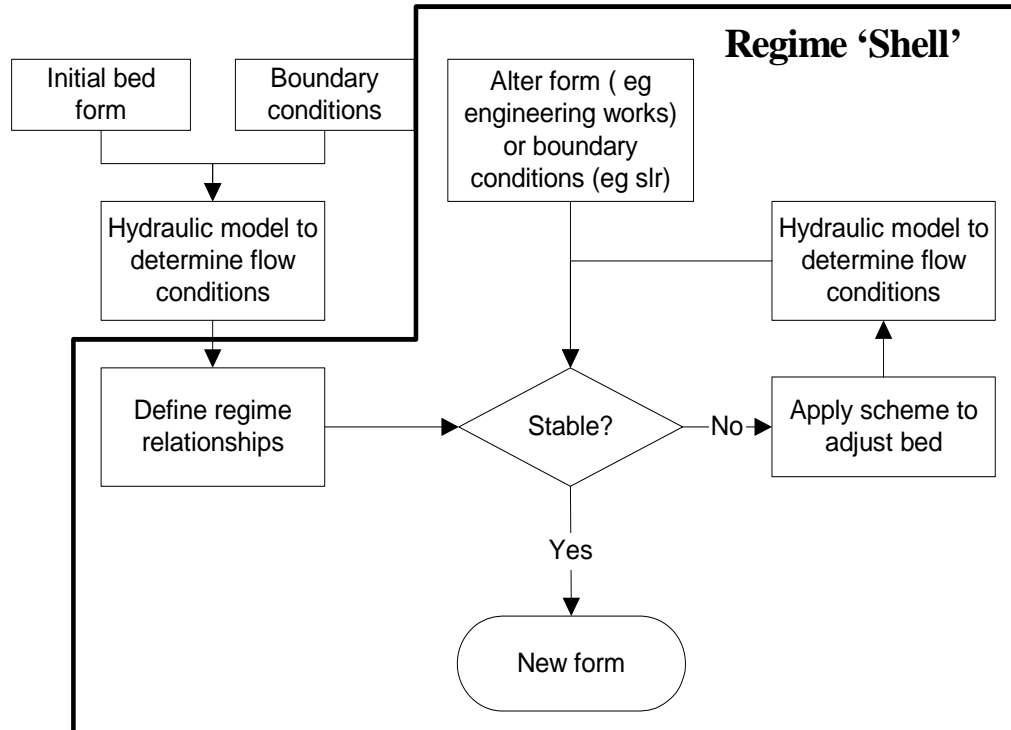 Regime ‘Shell’
Initial bed
form
Boundary
conditions
Alter form ( eg
engineering works)
or boundary
conditions (eg slr)
Hydraulic model to
determine flow
conditions
Hydraulic model to
determine flow
conditions
Define regime
relationships
Stable?
No
Apply scheme to
adjust bed
Yes
New form